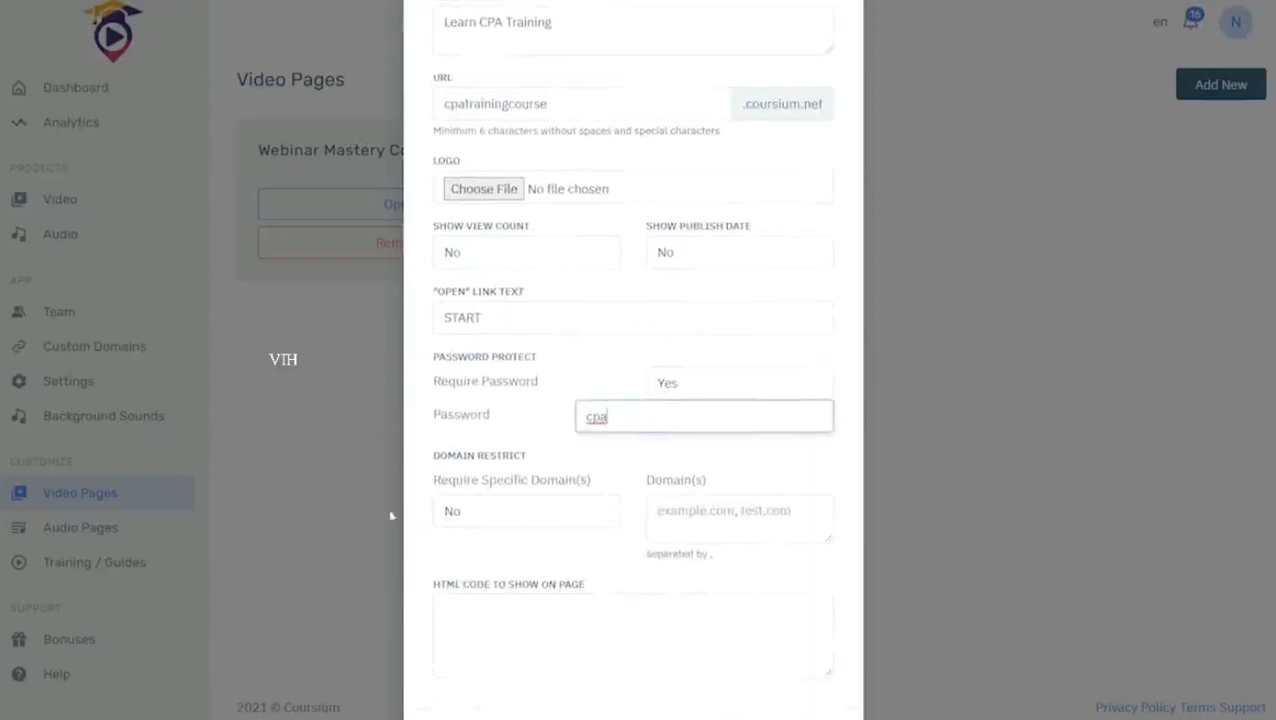 Learn CPA Training
en
16
N
URL
Dashboard
Video Pages
Add New
cpatrainingcourse
.coursium.net
Analytics
Minimum 6 characters without spaces and special characters
Webinar Mastery C
LOGO
PROJECTS
Choose File No file chosen
Video
Op
SHOW VIEW COUNT
SHOW PUBLISH DATE
Audio
Rem
No
No
APP
"OPEN" LINK TEXT
Team
START
Custom Domains
VIH
PASSWORD PROTECT
Settings
Require Password
Yes
Background Sounds
Password
cpa
CUSTOMIZE
DOMAIN RESTRICT
Video Pages
Require Specific Domain(s)
Domain(s)
No
example.com, test.com
Audio Pages
separated by ,
Training / Guides
HTML CODE TO SHOW ON PAGE
SUPPORT
Bonuses
Help
2021 © Coursium
Privacy Policy Terms Support